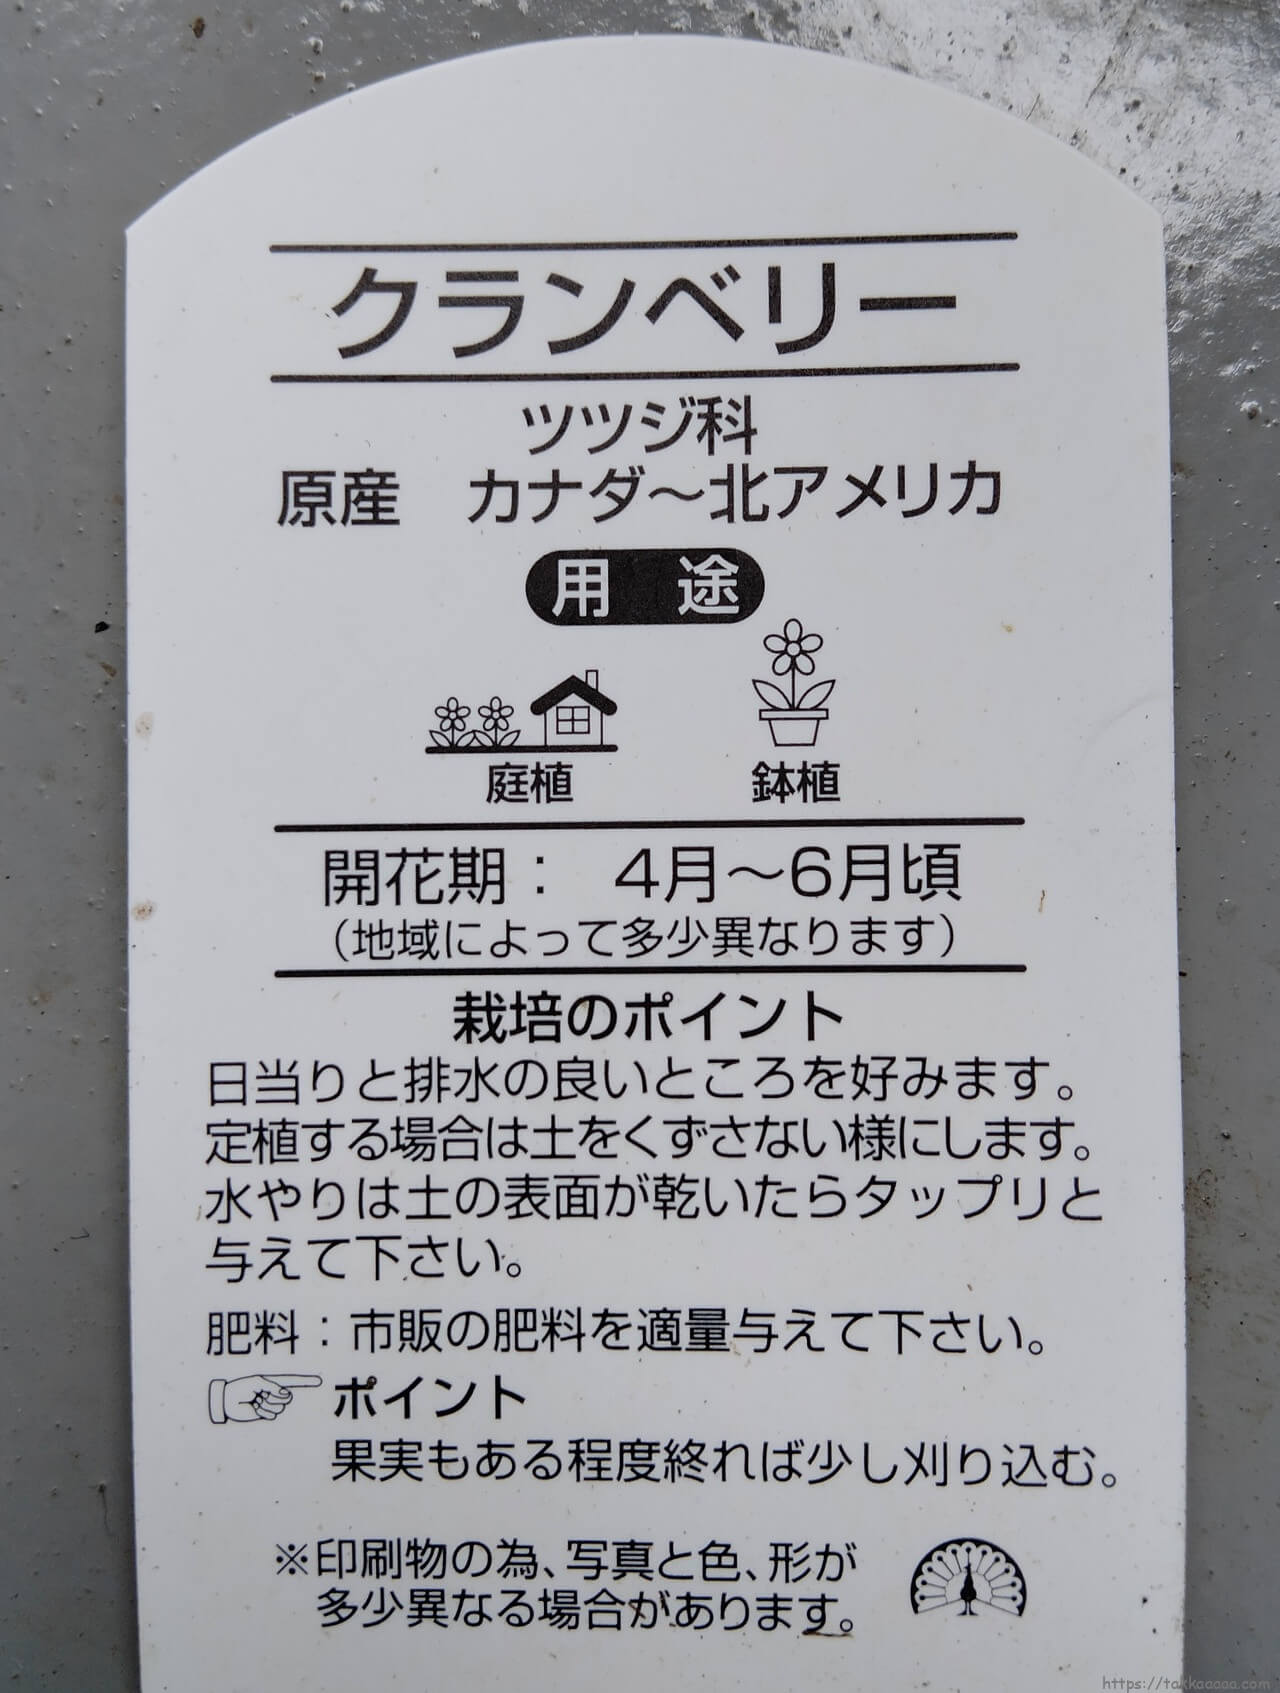 クランベリー
ツツジ科
原産　カナダ～北アメリカ
用　途
庭植　鉢植
開花期：　4月～6月頃
（地域によって多少異なります）
栽培のポイント
日当りと排水の良いところを好みます。
定植する場合は土をくずさない様にします。
水やりは土の表面が乾いたらタップリと
与えて下さい。
肥料：市販の肥料を適量与えて下さい。
ポイント
果実もある程度終れば少し刈り込む。
※印刷物の為、写真と色、形が
多少異なる場合があります。
https://takkaaaaa.com